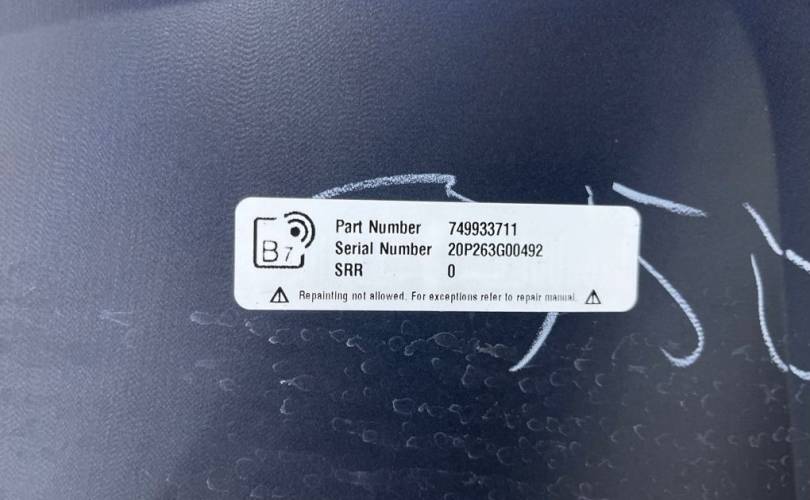 B7
Part Number 749933711
Serial Number 20P263G00492
SRR 0
Repainting not allowed. For exceptions refer to repair manual.